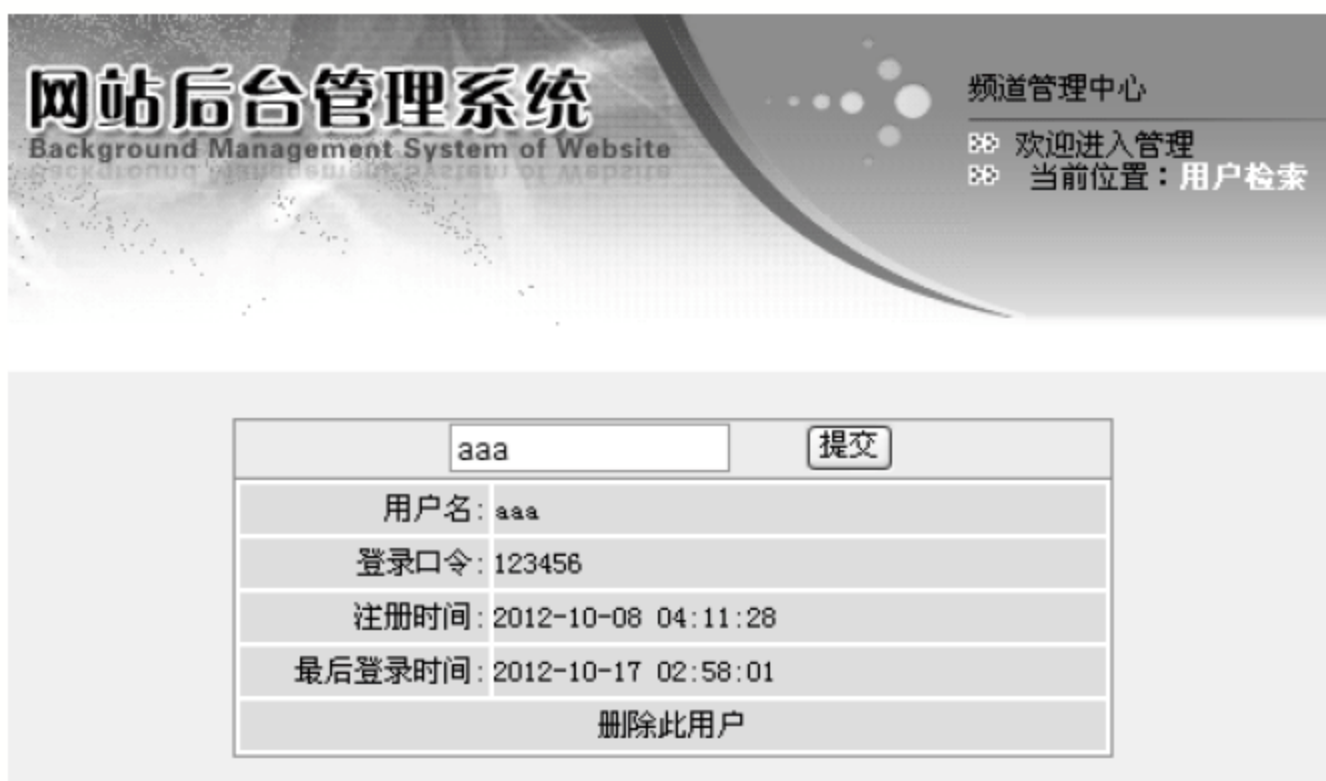 网站后台管理系统
Background Management System of Website
频道管理中心
欢迎进入管理
当前位置：用户检索
aaa 提交
用户名: aaa
登录口令: 123456
注册时间: 2012-10-08 04:11:28
最后登录时间: 2012-10-17 02:58:01
删除此用户